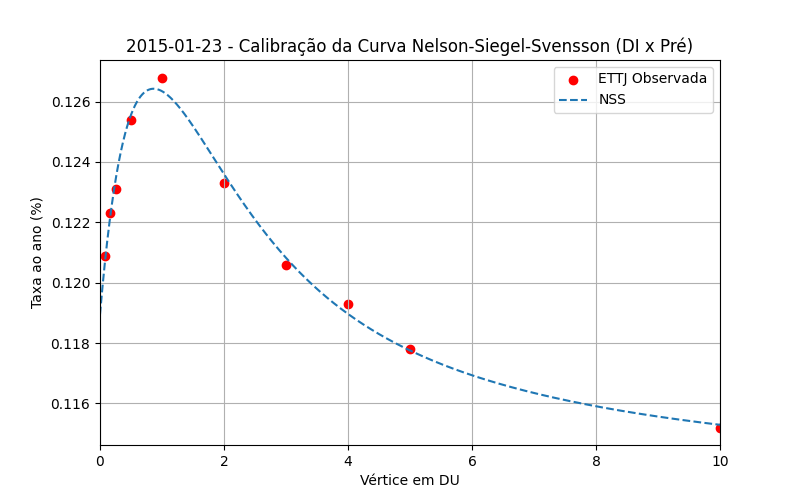 2015-01-23 - Calibração da Curva Nelson-Siegel-Svensson (DI x Pré)
ETTJ Observada
NSS
Taxa ao ano (%)
0.126
0.124
0.122
0.120
0.118
0.116
0 2 4 6 8 10
Vértice em DU